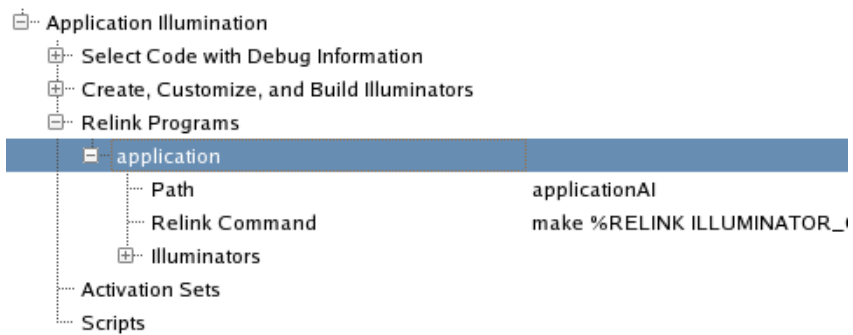 Application Illumination
Select Code with Debug Information
Create, Customize, and Build Illuminators
Relink Programs
application
Path applicationAI
Relink Command make %RELINK ILLUMINATOR_
Illuminators
Activation Sets
Scripts